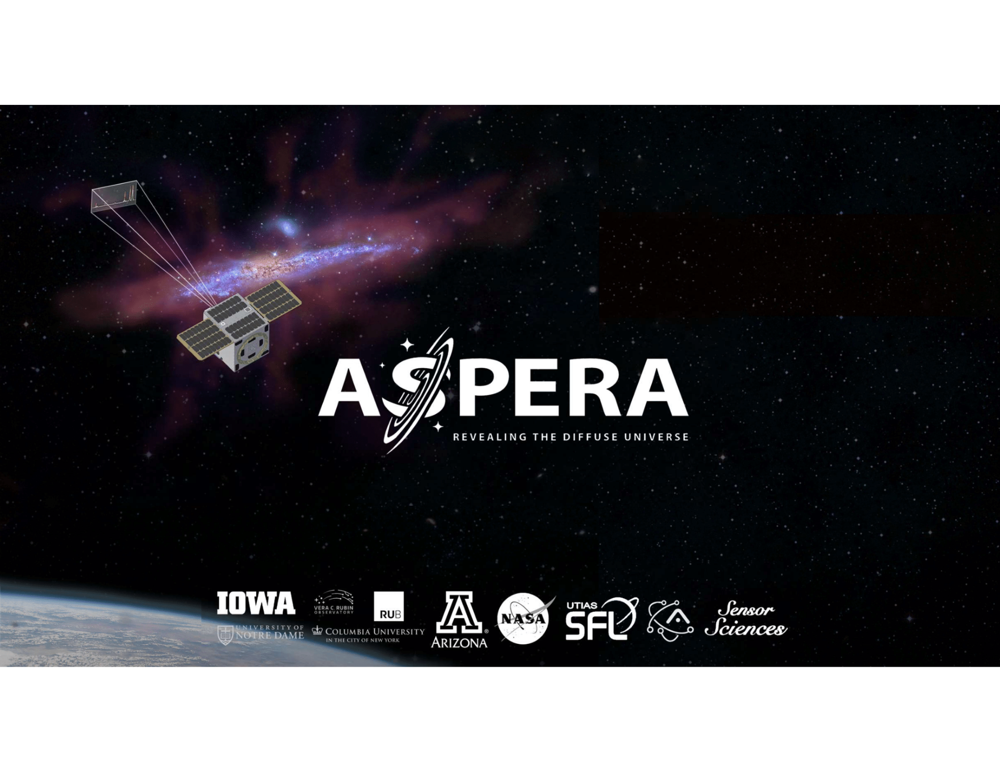 ASPERA
REVEALING THE DIFFUSE UNIVERSE
IOWA
VERA C. RUBIN
OBSERVATORY
RUB
UNIVERSITY OF
NOTRE DAME
COLUMBIA UNIVERSITY
IN THE CITY OF NEW YORK
A
®
ARIZONA
NASA
UTIAS
SFL
Sensor
Sciences